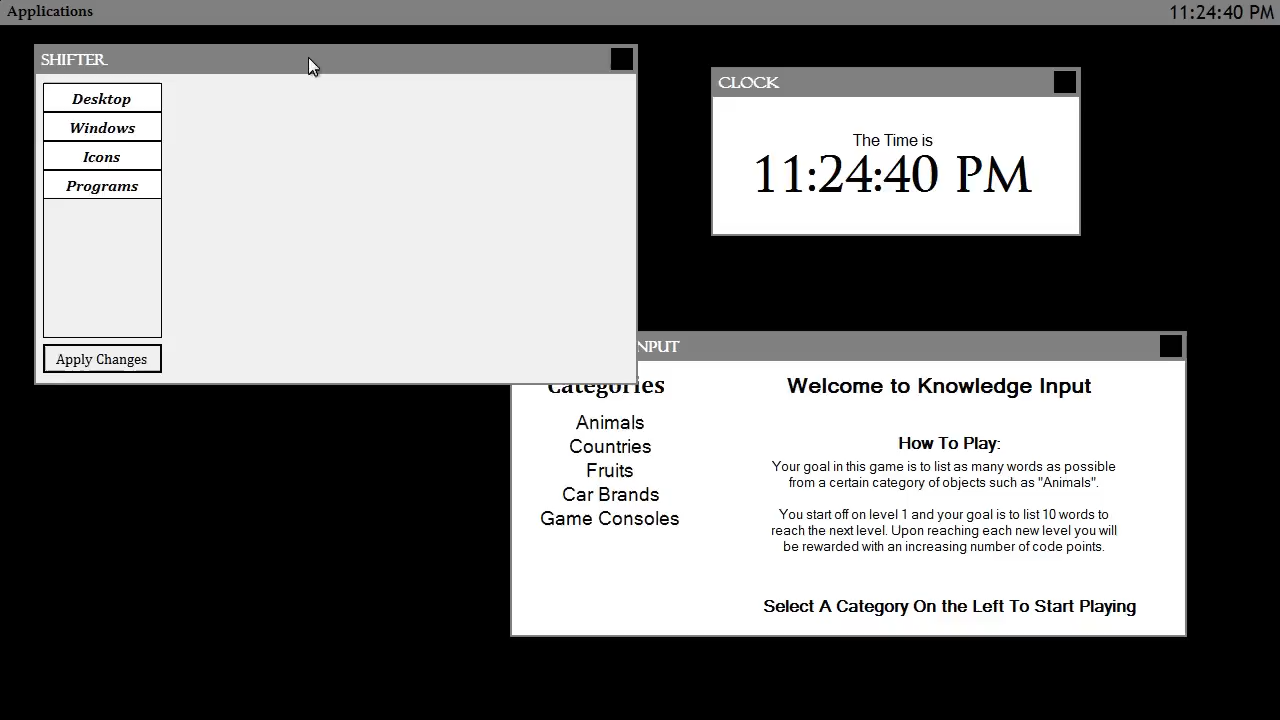 Applications
11:24:40 PM
SHIFTER
Desktop
Windows
Icons
Programs
Apply Changes
CLOCK
The Time is
11:24:40 PM
INPUT
Categories
Animals
Countries
Fruits
Car Brands
Game Consoles
Welcome to Knowledge Input
How To Play:
Your goal in this game is to list as many words as possible
from a certain category of objects such as "Animals".
You start off on level 1 and your goal is to list 10 words to
reach the next level. Upon reaching each new level you will
be rewarded with an increasing number of code points.
Select A Category On the Left To Start Playing